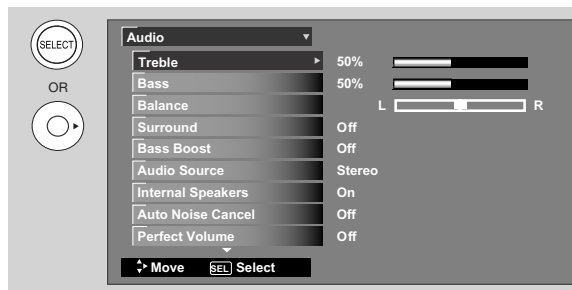 SELECT
OR
Audio
Treble 50%
Bass 50%
Balance L R
Surround Off
Bass Boost Off
Audio Source Stereo
Internal Speakers On
Auto Noise Cancel Off
Perfect Volume Off
Move SEL Select